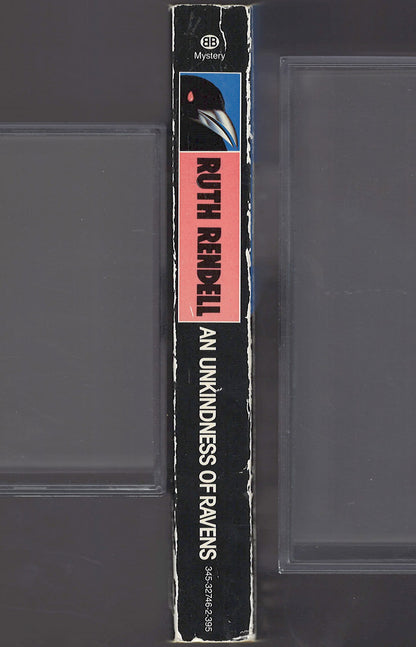 BB
Mystery
RUTH RENDELL
AN UNKINDNESS OF RAVENS
345-32746-2-395